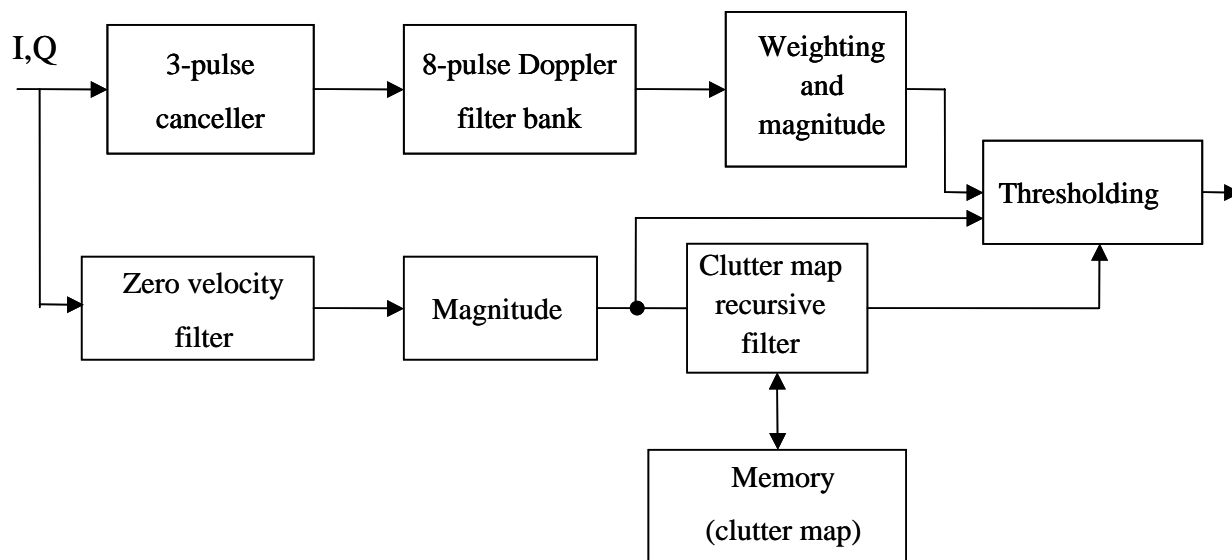 I,Q
3-pulse
canceller
8-pulse Doppler
filter bank
Weighting
and
magnitude
Thresholding
Zero velocity
filter
Magnitude
Clutter map
recursive
filter
Memory
(clutter map)